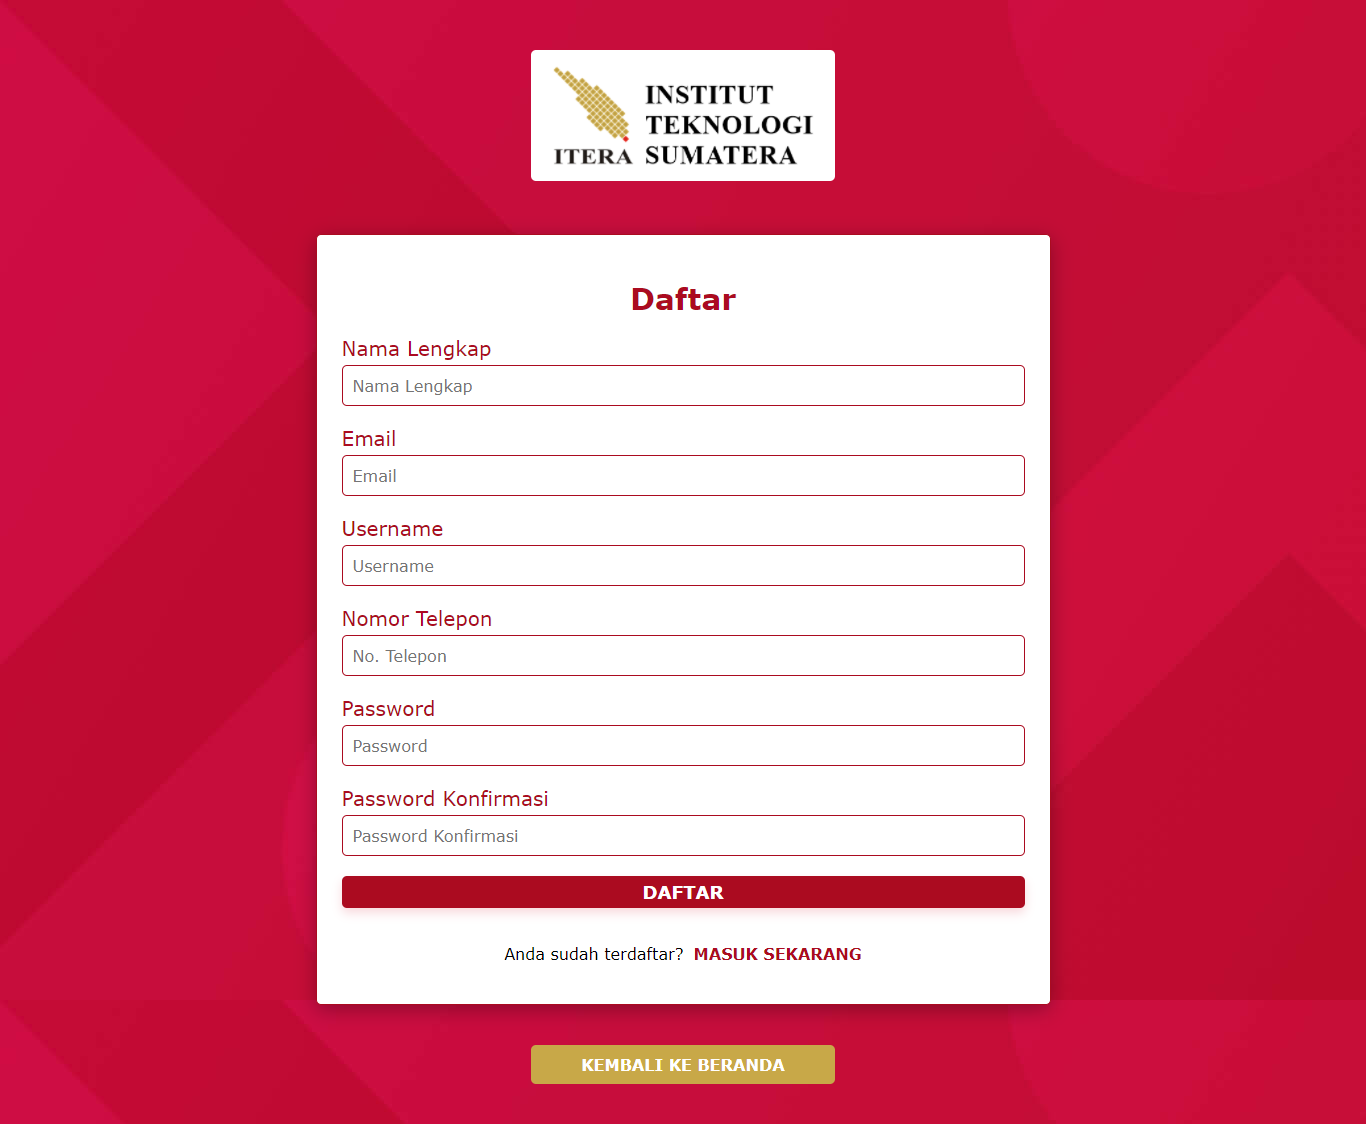 INSTITUT
TEKNOLOGI
ITERA SUMATERA
Daftar
Nama Lengkap
Nama Lengkap
Email
Email
Username
Username
Nomor Telepon
No. Telepon
Password
Password
Password Konfirmasi
Password Konfirmasi
DAFTAR
Anda sudah terdaftar? MASUK SEKARANG
KEMBALI KE BERANDA